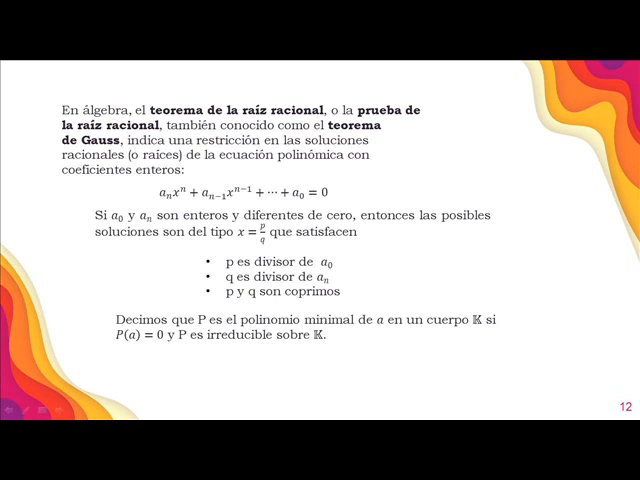 En álgebra, el teorema de la raíz racional, o la prueba de
la raíz racional, también conocido como el teorema
de Gauss, indica una restricción en las soluciones
racionales (o raíces) de la ecuación polinómica con
coeficientes enteros:
𝑎ₙ𝑥ⁿ + 𝑎ₙ₋₁𝑥ⁿ⁻¹ + ⋯ + 𝑎₀ = 0
Si 𝑎₀ y 𝑎ₙ son enteros y diferentes de cero, entonces las posibles
soluciones son del tipo 𝑥 = p/q que satisfacen
• p es divisor de 𝑎₀
• q es divisor de 𝑎ₙ
• p y q son coprimos
Decimos que P es el polinomio minimal de 𝑎 en un cuerpo 𝕂 si
𝑃(𝑎) = 0 y P es irreducible sobre 𝕂.
12